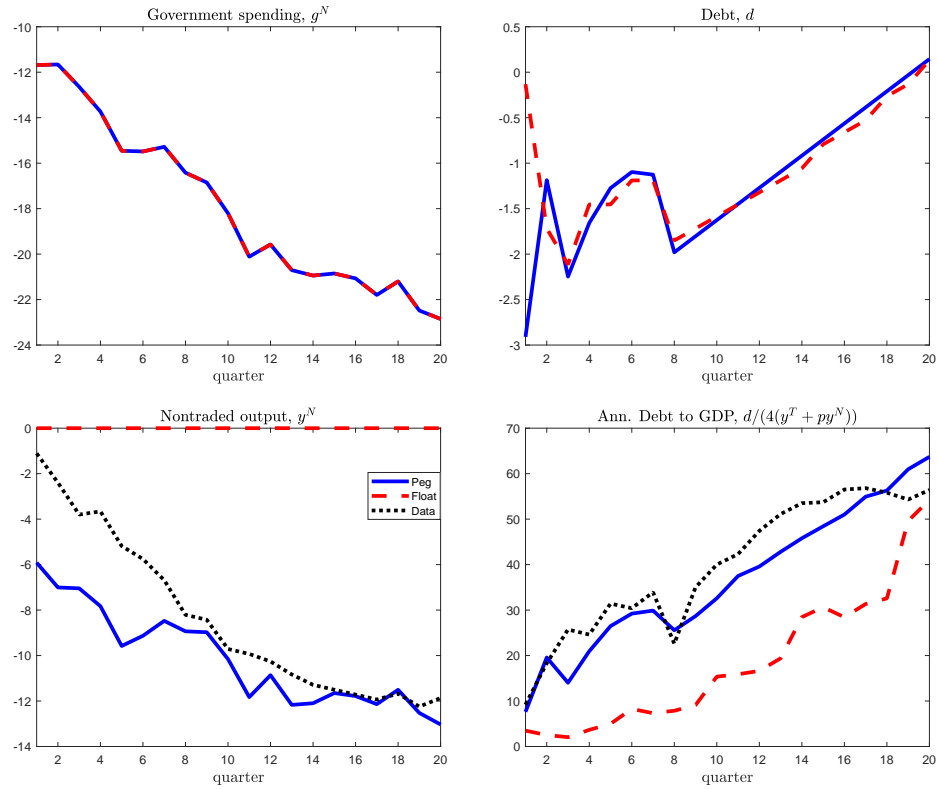 Government spending, g^N
-10
-12
-14
-16
-18
-20
-22
-24
2 4 6 8 10 12 14 16 18 20
quarter
Debt, d
0.5
0
-0.5
-1
-1.5
-2
-2.5
-3
2 4 6 8 10 12 14 16 18 20
quarter
Nontraded output, y^N
0
-2
-4
-6
-8
-10
-12
-14
2 4 6 8 10 12 14 16 18 20
quarter
Peg
Float
Data
Ann. Debt to GDP, d/(4(y^T + py^N))
70
60
50
40
30
20
10
0
2 4 6 8 10 12 14 16 18 20
quarter